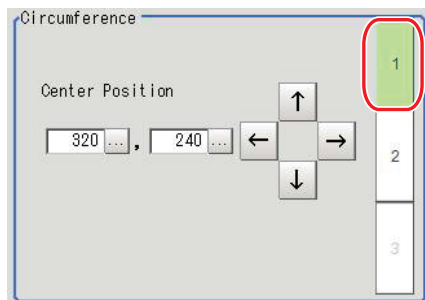 Circumference
1
Center Position
↑
320 ... , 240 ... ← →
2
↓
3